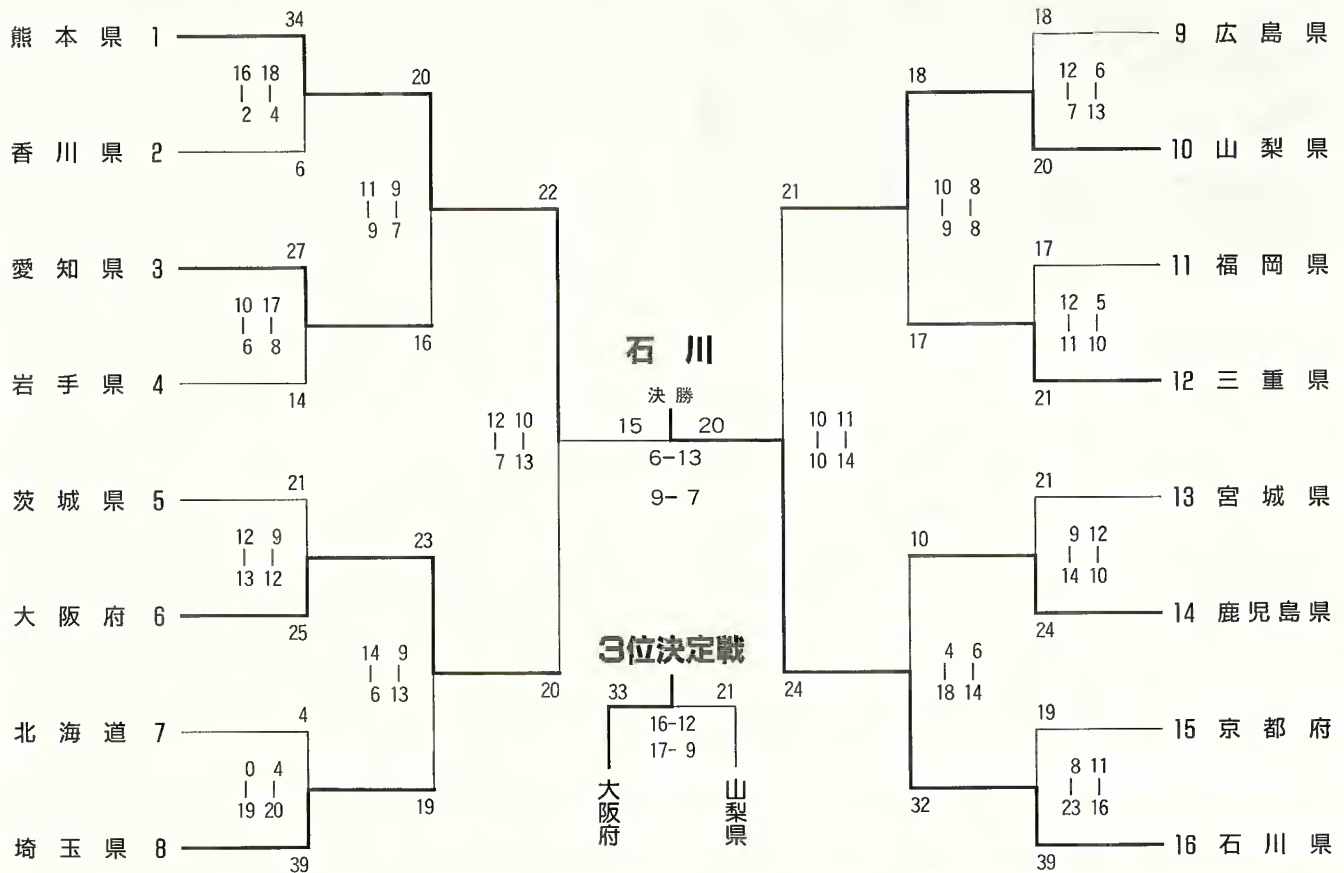 34
熊本県 1
16 18
2 4
香川県 2
6
20
11 9
9 7
27
愛知県 3
10 17
6 8
岩手県 4
14
16
22
12 10
7 13
21
茨城県 5
12 9
13 12
大阪府 6
25
23
14 9
6 13
4
北海道 7
0 4
19 20
埼玉県 8
39
19
20
石川
決勝
15 20
6-13
9-7
3位決定戦
33 21
16-12
17-9
大阪府
山梨県
18
9 広島県
12 6
7 13
10 山梨県
20
18
10 8
9 8
17
11 福岡県
12 5
11 10
12 三重県
21
17
21
10 11
10 14
21
13 宮城県
9 12
14 10
14 鹿児島県
24
10
4 6
18 14
19
15 京都府
8 11
23 16
16 石川県
39
32
24